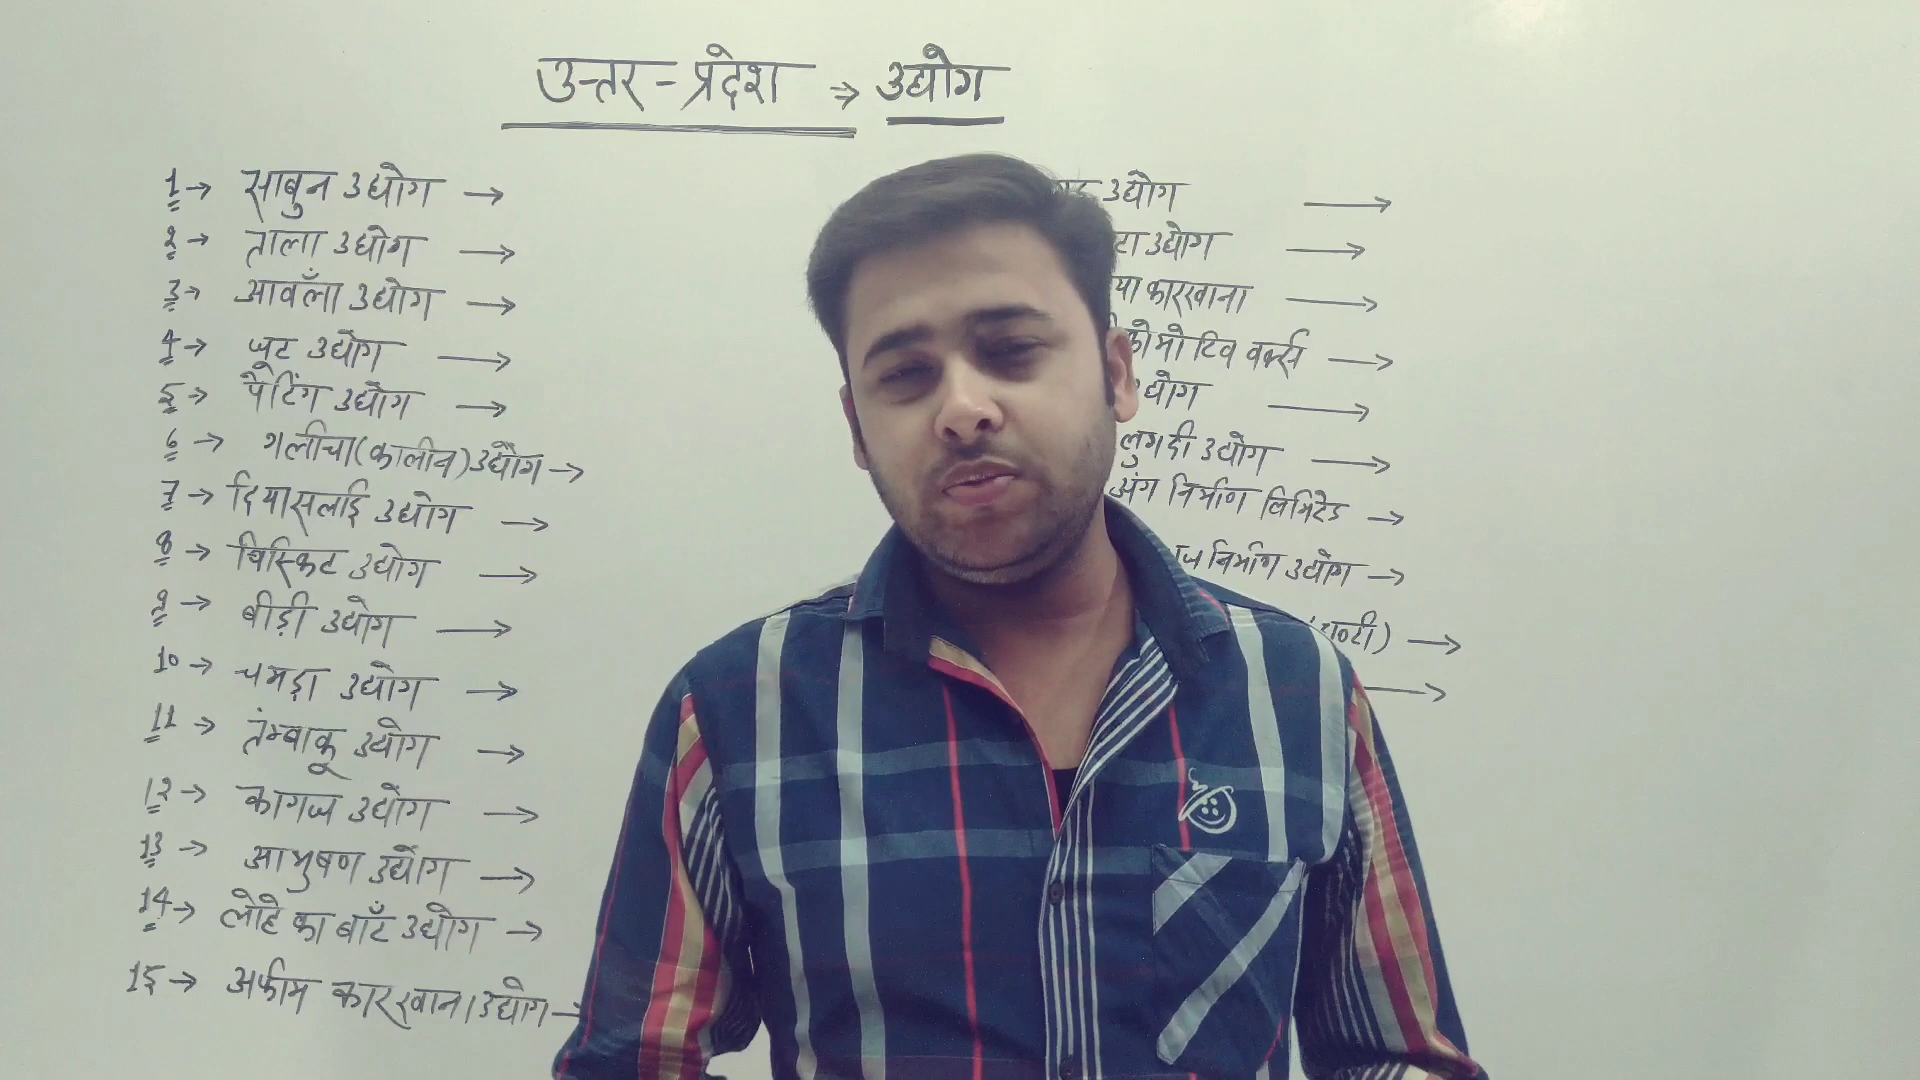 उत्तर-प्रदेश → उद्योग
1→ साबुन उद्योग →
2→ ताला उद्योग →
3→ आवलाँ उद्योग →
4→ जूट उद्योग →
5→ पेंटिंग उद्योग →
6→ गलीचा(कालीन)उद्योग →
7→ दियासलाई उद्योग →
8→ बिस्किट उद्योग →
9→ बीड़ी उद्योग →
10→ चमड़ा उद्योग →
11→ तंम्बाकू उद्योग →
12→ कागज उद्योग →
13→ आभुषण उद्योग →
14→ लोहे का बाँट उद्योग →
15→ अफीम कारखाना उद्योग →
उद्योग →
उद्योग →
कारखाना →
वर्क्स →
द्योग →
लुगदी उद्योग →
अंग निर्माण लिमिटेड →
निर्माण उद्योग →
→